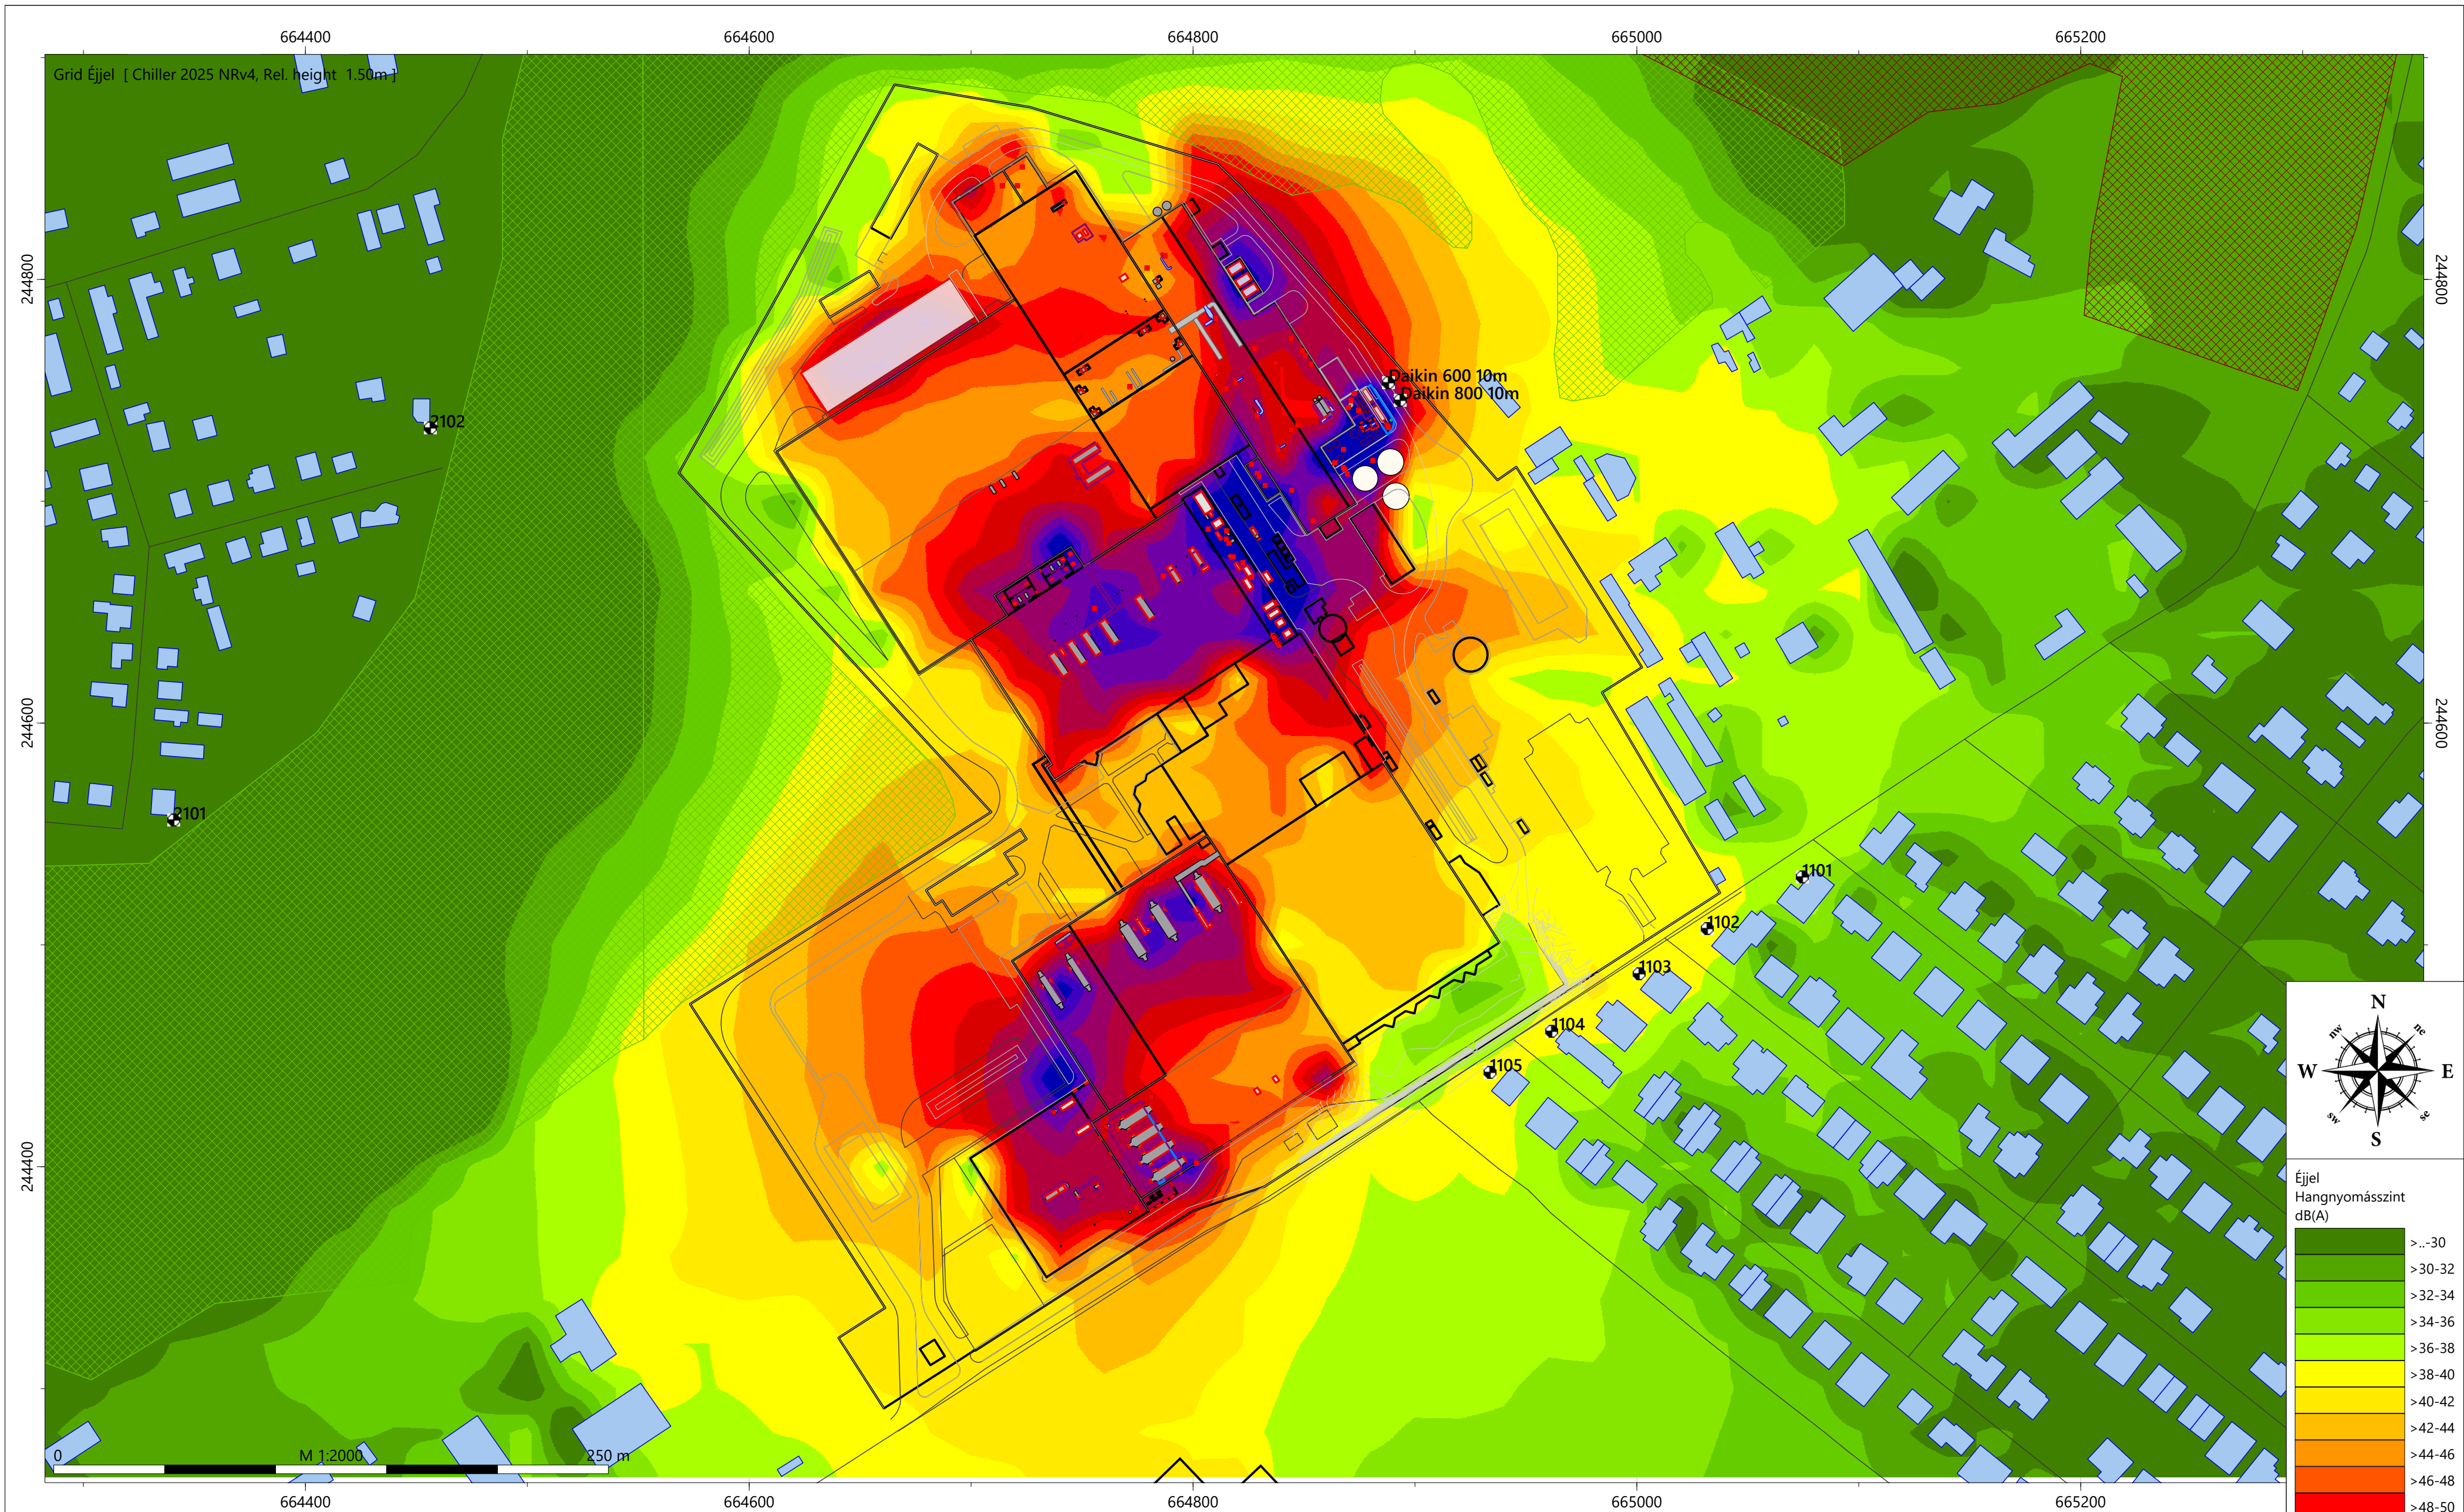 664400 664600 664800 665000 665200
Grid Éjjel [ Chiller 2025 NRv4, Rel. height 1.50m ]
244800 244800
Daikin 600 10m
Daikin 800 10m
2102
244600 244600
2101
1101
1102
1103
1104
1105
N
nw ne
W E
sw se
S
244400
Éjjel
Hangnyomásszint
dB(A)
>..-30
>30-32
>32-34
>34-36
>36-38
>38-40
>40-42
>42-44
>44-46
>46-48
>48-50
0 M 1:2000 250 m
664400 664600 664800 665000 665200